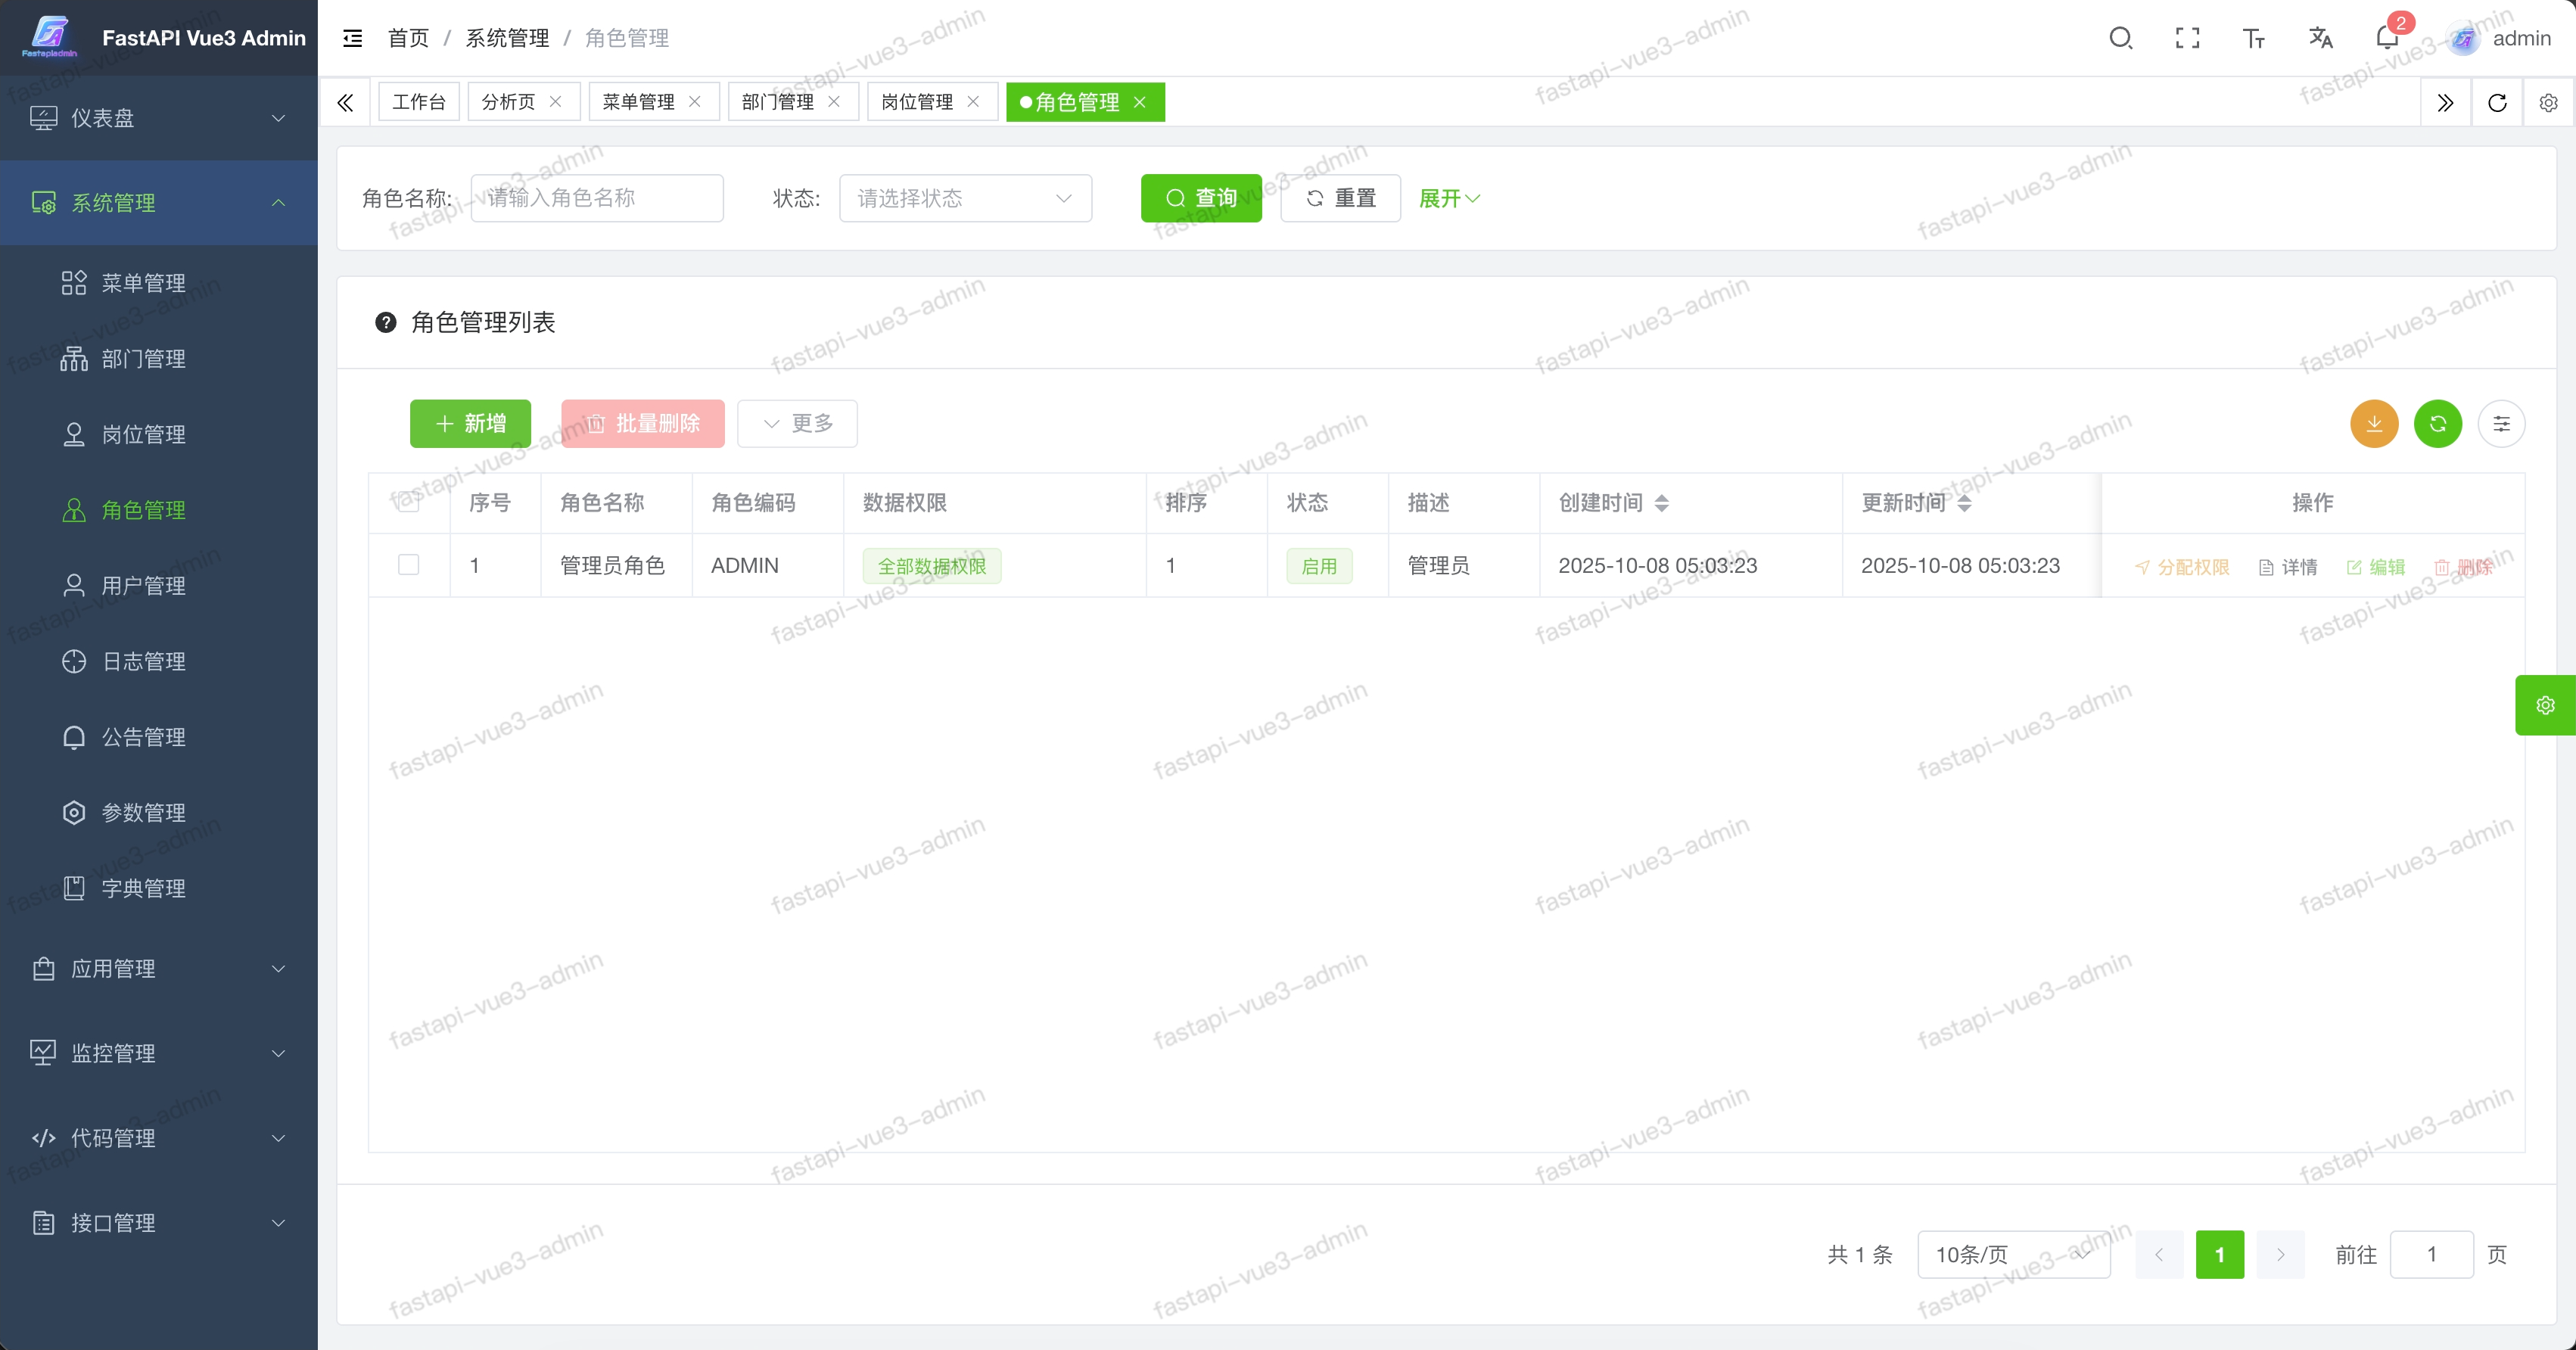 Fastapiadmin
FastAPI Vue3 Admin
首页 / 系统管理 / 角色管理
2
admin
仪表盘
系统管理
菜单管理
部门管理
岗位管理
角色管理
用户管理
日志管理
公告管理
参数管理
字典管理
应用管理
监控管理
代码管理
接口管理
工作台 分析页 菜单管理 部门管理 岗位管理 角色管理
角色名称: 请输入角色名称 状态: 请选择状态 查询 重置 展开
角色管理列表
新增 批量删除 更多
序号 角色名称 角色编码 数据权限 排序 状态 描述 创建时间 更新时间 操作
1 管理员角色 ADMIN 全部数据权限 1 启用 管理员 2025-10-08 05:03:23 2025-10-08 05:03:23 分配权限 详情 编辑 删除
共 1 条 10条/页 1 前往 1 页
fastapi-vue3-admin